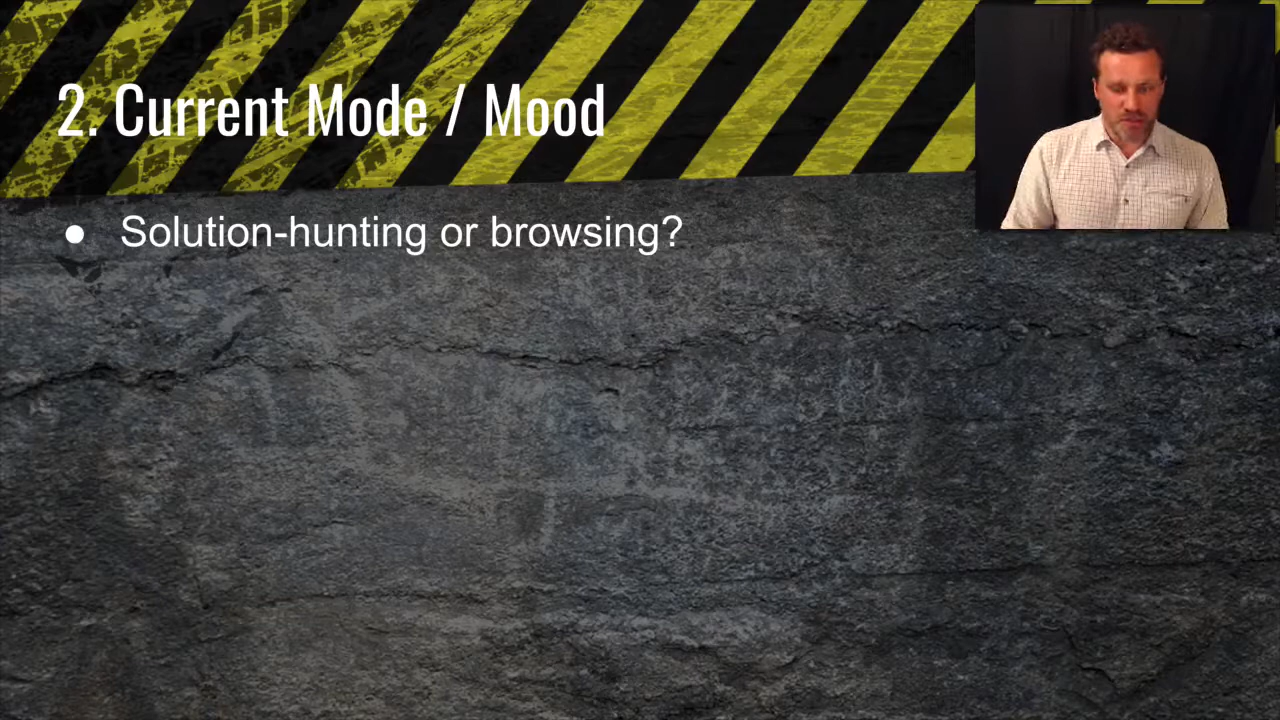 2. Current Mode / Mood
● Solution-hunting or browsing?